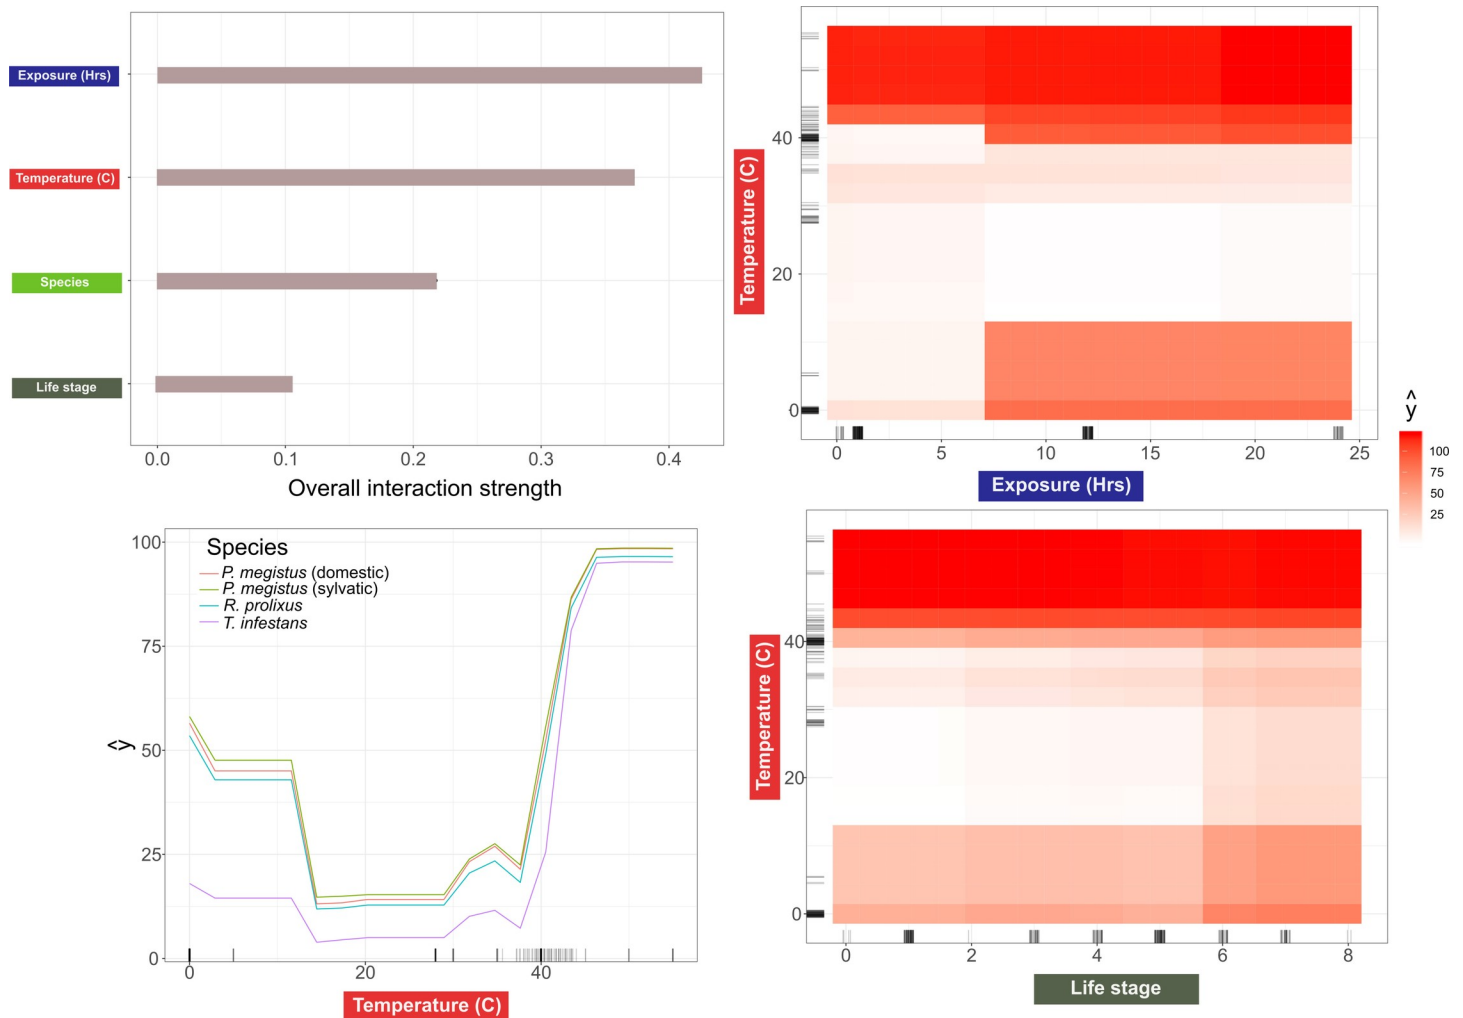 Exposure (Hrs)
Temperature (C)
Species
Life stage
0.0
0.1
0.2
0.3
0.4
Overall interaction strength
Temperature (C)
40
20
0
0
5
10
15
20
25
Exposure (Hrs)
^
y
100
75
50
25
Species
P. megistus (domestic)
P. megistus (sylvatic)
R. prolixus
T. infestans
ŷ
100
75
50
25
0
0
20
40
Temperature (C)
Temperature (C)
40
20
0
0
2
4
6
8
Life stage